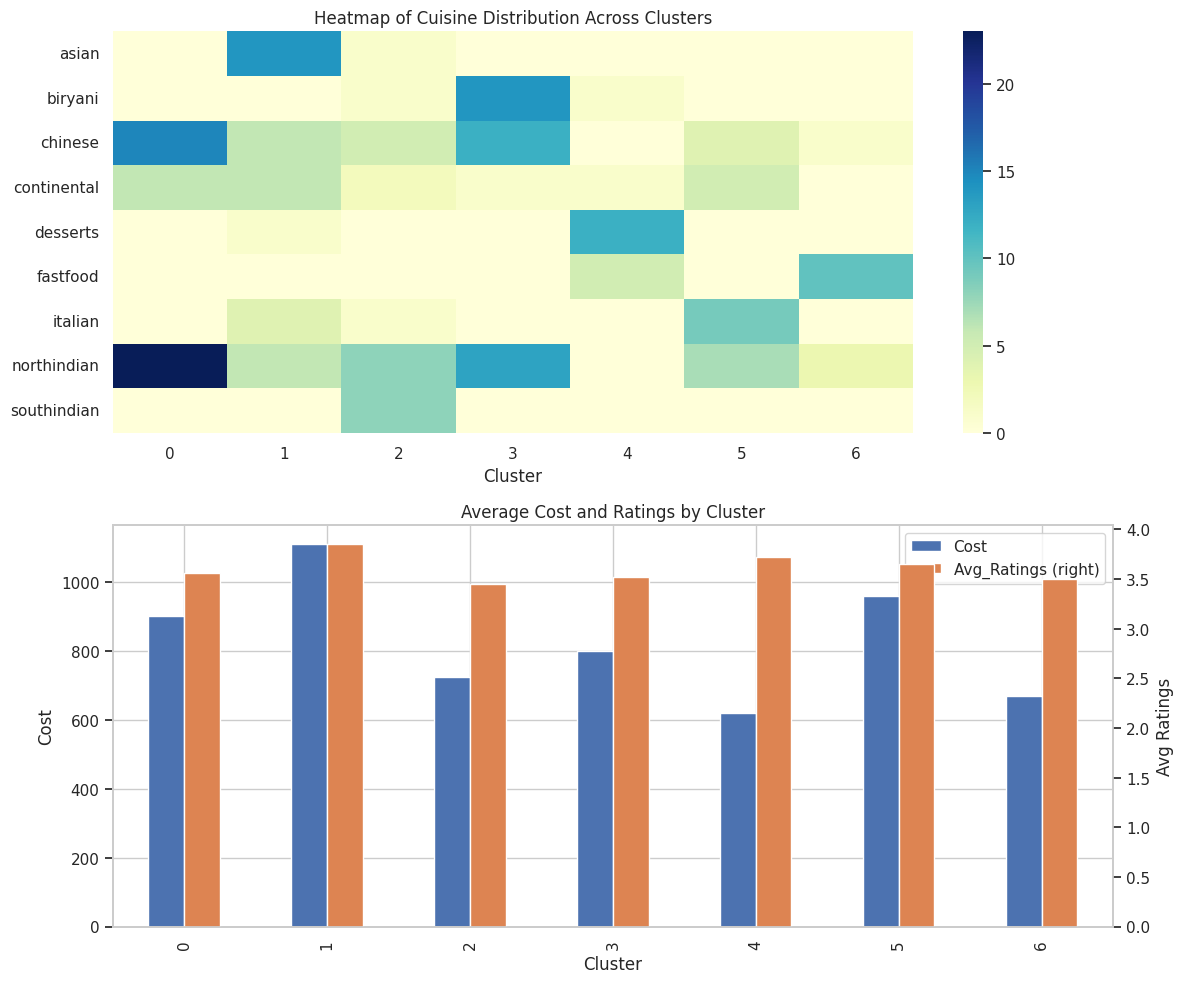 Heatmap of Cuisine Distribution Across Clusters
asian
biryani
chinese
continental
desserts
fastfood
italian
northindian
southindian
0 1 2 3 4 5 6
Cluster
20
15
10
5
0
Average Cost and Ratings by Cluster
Cost
Avg_Ratings (right)
1000
800
600
400
200
0
Cost
4.0
3.5
3.0
2.5
2.0
1.5
1.0
0.5
0.0
Avg Ratings
0 1 2 3 4 5 6
Cluster